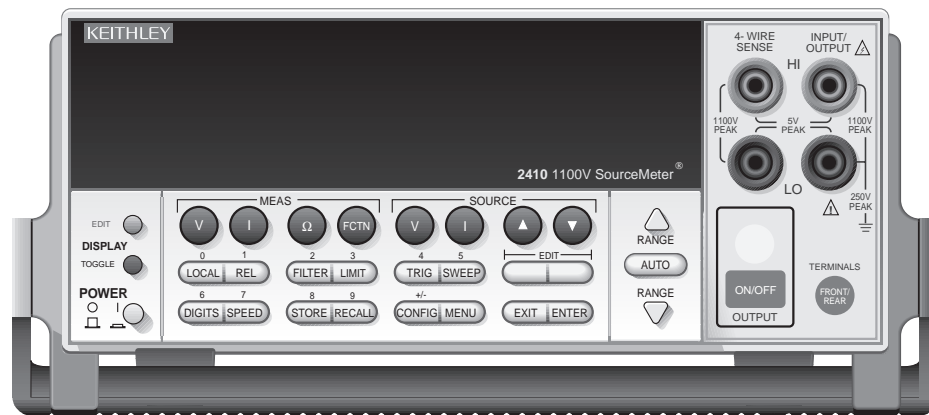 KEITHLEY
2410 1100V SourceMeter®
4- WIRE
SENSE
INPUT/
OUTPUT
HI
1100V
PEAK
5V
PEAK
1100V
PEAK
LO
250V
PEAK
EDIT
DISPLAY
TOGGLE
POWER
MEAS
V I Ω FCTN
SOURCE
V I
0 1 2 3 4 5 EDIT
LOCAL REL FILTER LIMIT TRIG SWEEP
6 7 8 9 +/-
DIGITS SPEED STORE RECALL CONFIG MENU EXIT ENTER
RANGE
AUTO
RANGE
ON/OFF
OUTPUT
TERMINALS
FRONT/
REAR